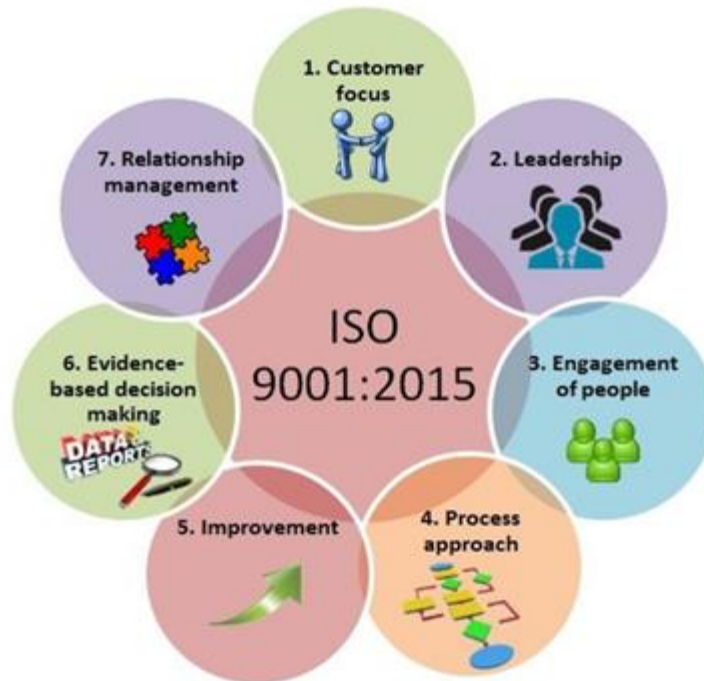 1. Customer
focus
2. Leadership
3. Engagement
of people
4. Process
approach
5. Improvement
6. Evidence-
based decision
making
DATA
REPORTS
7. Relationship
management
ISO
9001:2015